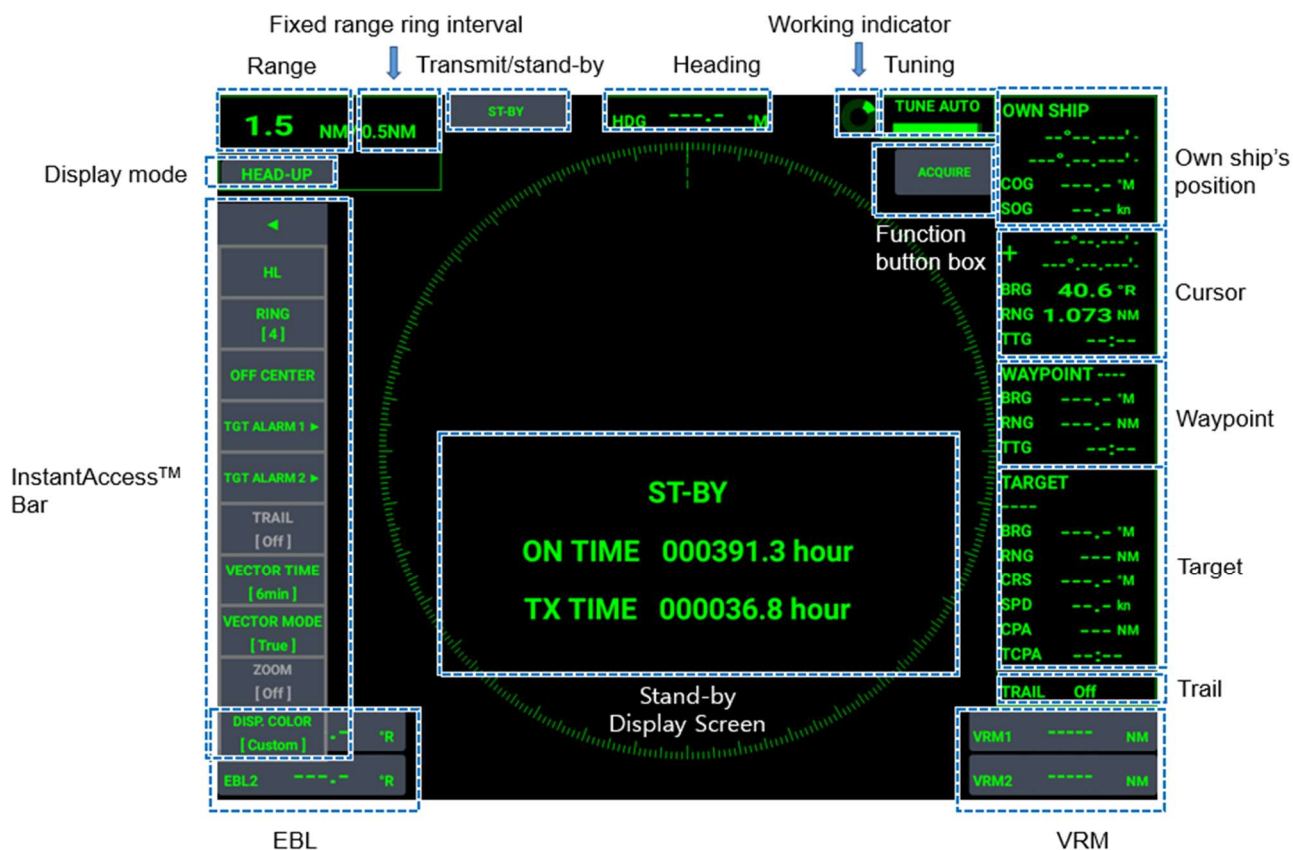 Fixed range ring interval
Working indicator
Range
Transmit/stand-by
Heading
Tuning
1.5 NM
0.5NM
ST-BY
HDG ---.- °M
TUNE AUTO
Display mode
HEAD-UP
ACQUIRE
Function
button box
OWN SHIP
--°--.---'-
---°--.---'-
COG ---.- °M
SOG --.- kn
Own ship's
position
+ --°--.---'-
---°--.---'-
BRG 40.6 °R
RNG 1.073 NM
TTG --:--
Cursor
WAYPOINT ----
BRG ---.- °M
RNG ---.- NM
TTG --:--
Waypoint
TARGET
----
BRG ---.- °M
RNG --- NM
CRS ---.- °M
SPD --.- kn
CPA --- NM
TCPA --:--
Target
TRAIL Off
Trail
InstantAccess™
Bar
◄
HL
RING
[ 4 ]
OFF CENTER
TGT ALARM 1 ►
TGT ALARM 2 ►
TRAIL
[ Off ]
VECTOR TIME
[ 6min ]
VECTOR MODE
[ True ]
ZOOM
[ Off ]
DISP. COLOR
[ Custom ]
.- °R
EBL2 ---.- °R
EBL
ST-BY
ON TIME 000391.3 hour
TX TIME 000036.8 hour
Stand-by
Display Screen
VRM1 ----- NM
VRM2 ----- NM
VRM